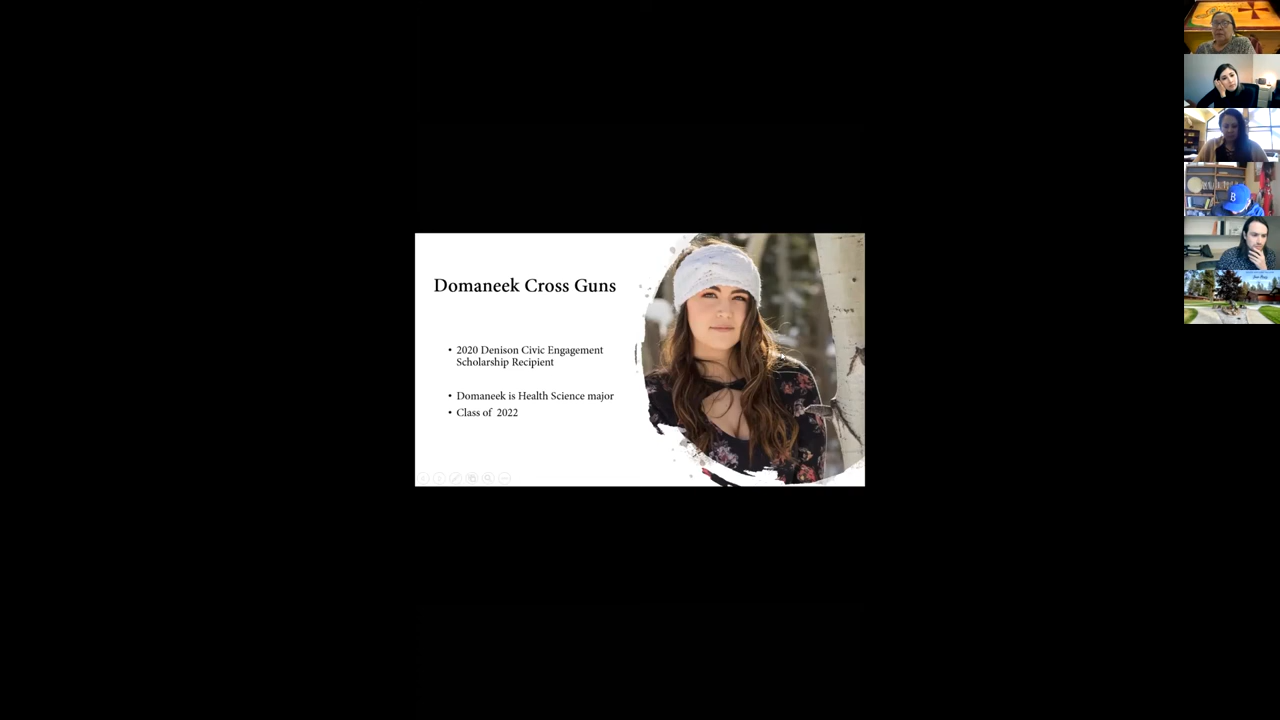 Domaneek Cross Guns
• 2020 Denison Civic Engagement
Scholarship Recipient
• Domaneek is Health Science major
• Class of 2022
B